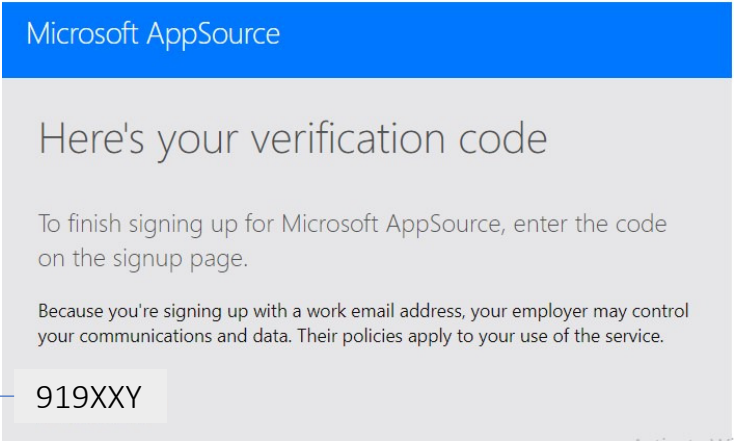 Microsoft AppSource
Here's your verification code
To finish signing up for Microsoft AppSource, enter the code
on the signup page.
Because you're signing up with a work email address, your employer may control
your communications and data. Their policies apply to your use of the service.
919XXY